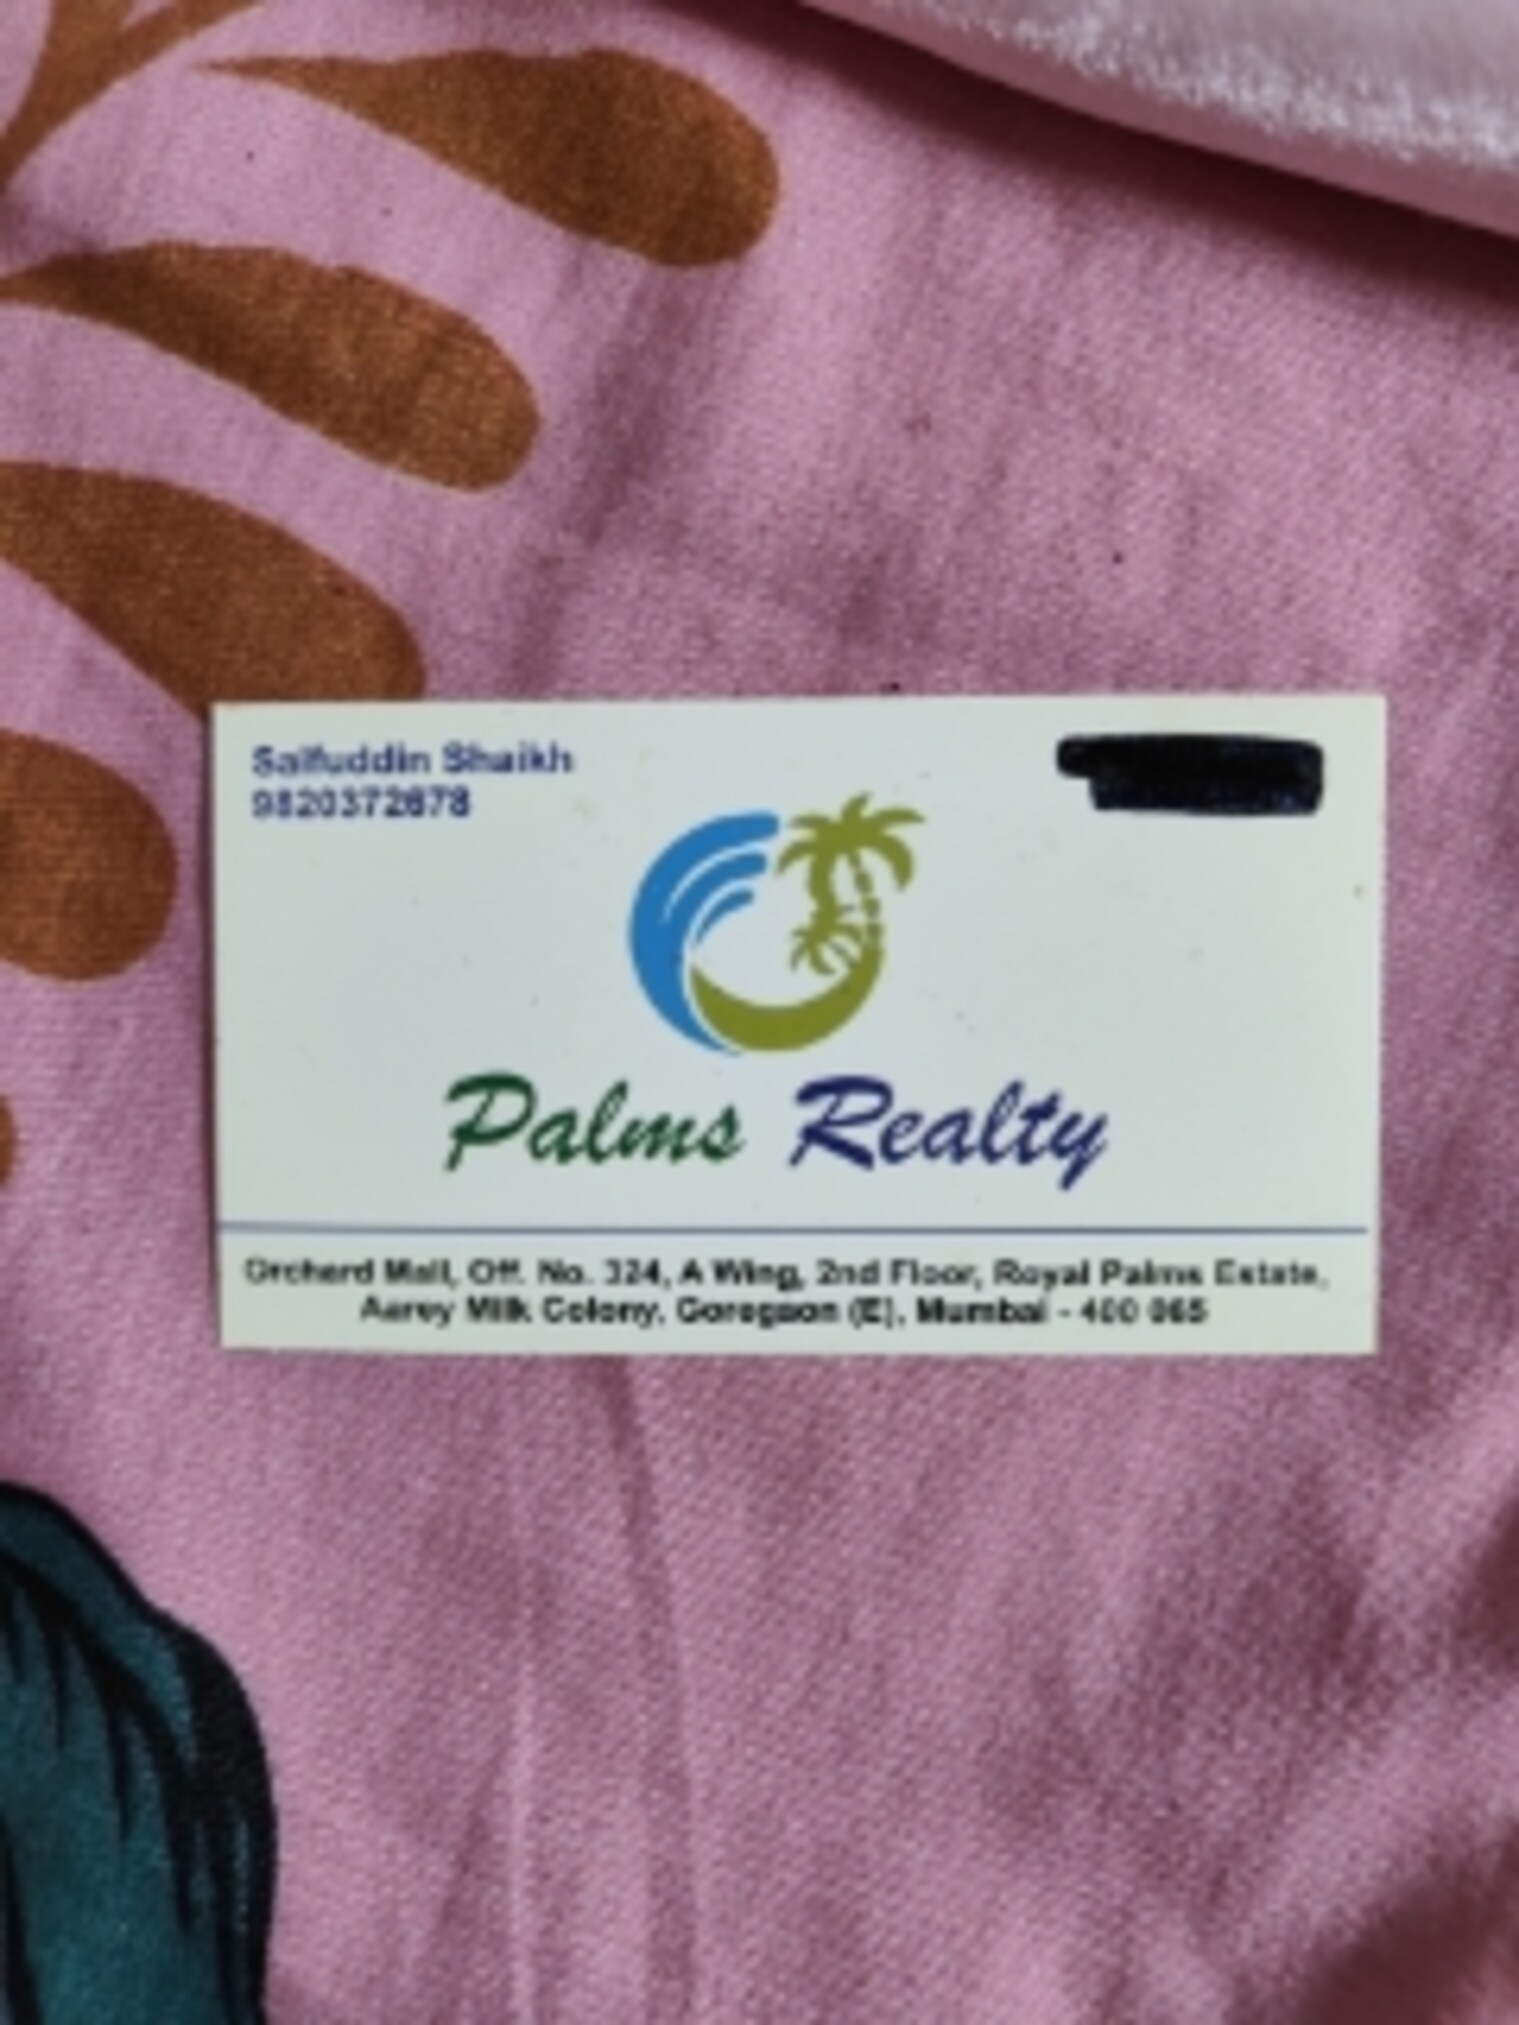 Saifuddin Shaikh
Palms Realty
Orchard Mall, Off. No. 324, A Wing, 2nd Floor, Royal Palms Estate,
Aarey Milk Colony, Goregaon (E), Mumbai - 400 065